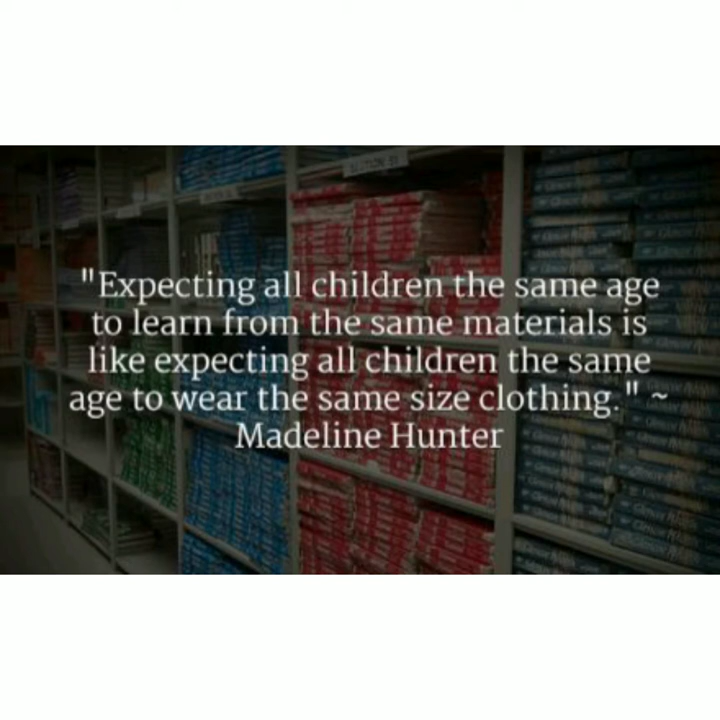 "Expecting all children the same age
to learn from the same materials is
like expecting all children the same
age to wear the same size clothing." ~
Madeline Hunter